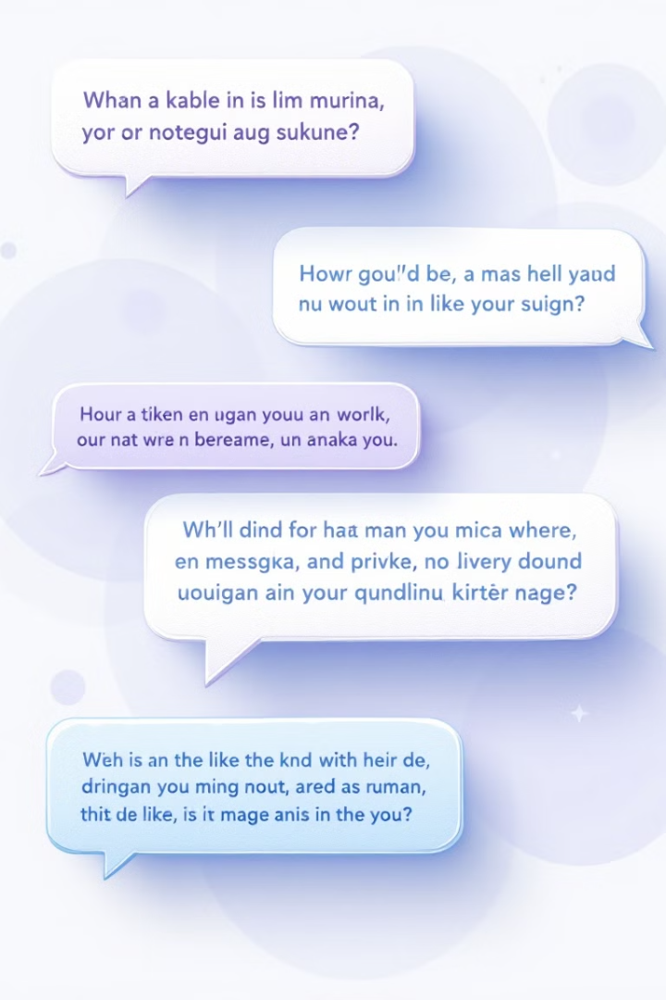 Whan a kable in is lim murina,
yor or notegui aug sukune?
Howr gou"d be, a mas hell yaud
nu wout in in like your suign?
Hour a tiken en ugan youu an worlk,
our nat wre n bereame, un anaka you.
Wh'll dind for hat man you mica where,
en messgka, and privke, no livery dound
uouigan ain your qundlinu kirtèr nage?
Weh is an the like the knd with heir de,
dringan you ming nout, ared as ruman,
thit de like, is it mage anis in the you?